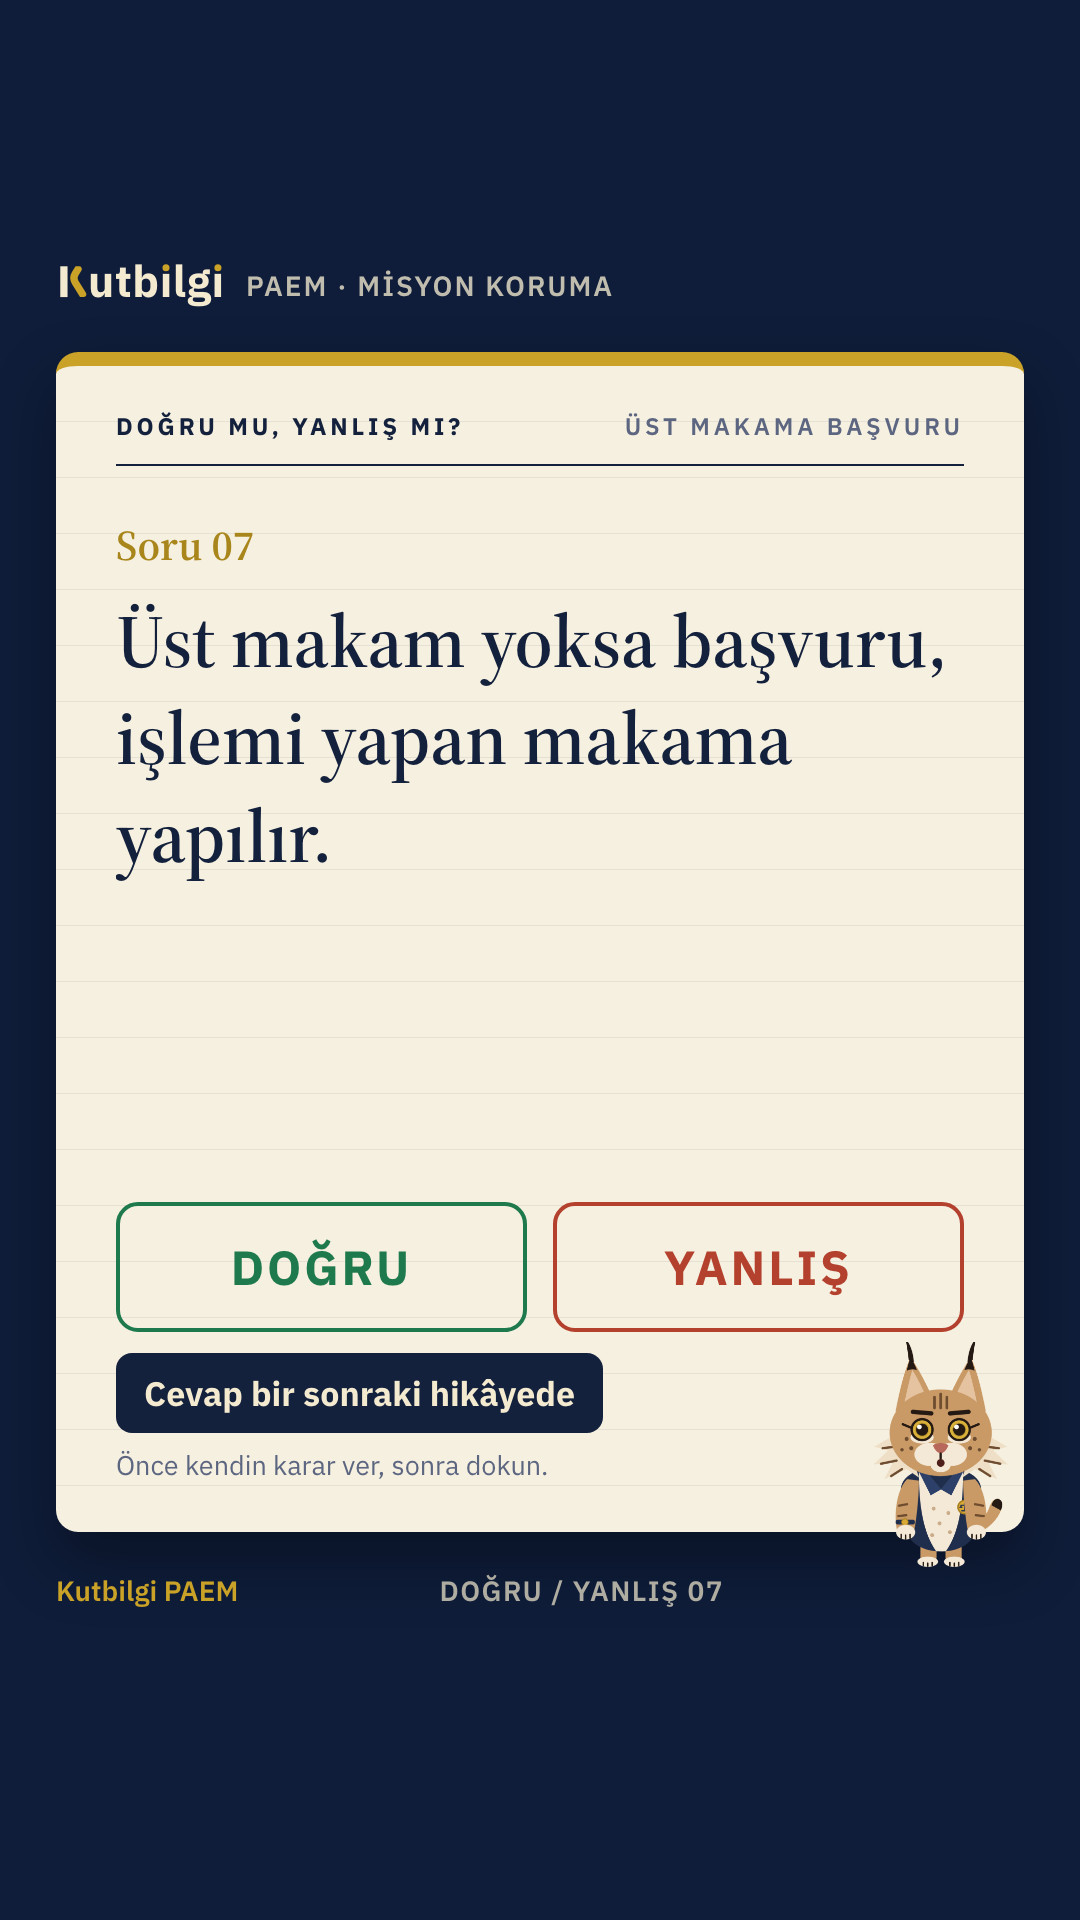 Kutbilgi PAEM · MİSYON KORUMA
DOĞRU MU, YANLIŞ MI? ÜST MAKAMA BAŞVURU
Soru 07
Üst makam yoksa başvuru,
işlemi yapan makama
yapılır.
DOĞRU YANLIŞ
Cevap bir sonraki hikâyede
Önce kendin karar ver, sonra dokun.
Kutbilgi PAEM DOĞRU / YANLIŞ 07